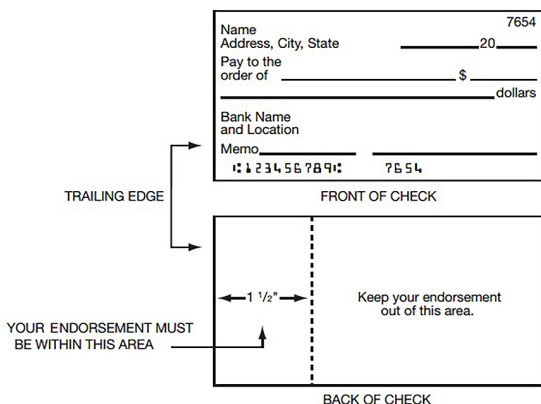 7654
Name
Address, City, State 20
Pay to the
order of $
dollars
Bank Name
and Location
Memo
⑆123456789⑆ 7654
TRAILING EDGE
FRONT OF CHECK
1 1/2"
Keep your endorsement
out of this area.
YOUR ENDORSEMENT MUST
BE WITHIN THIS AREA
BACK OF CHECK